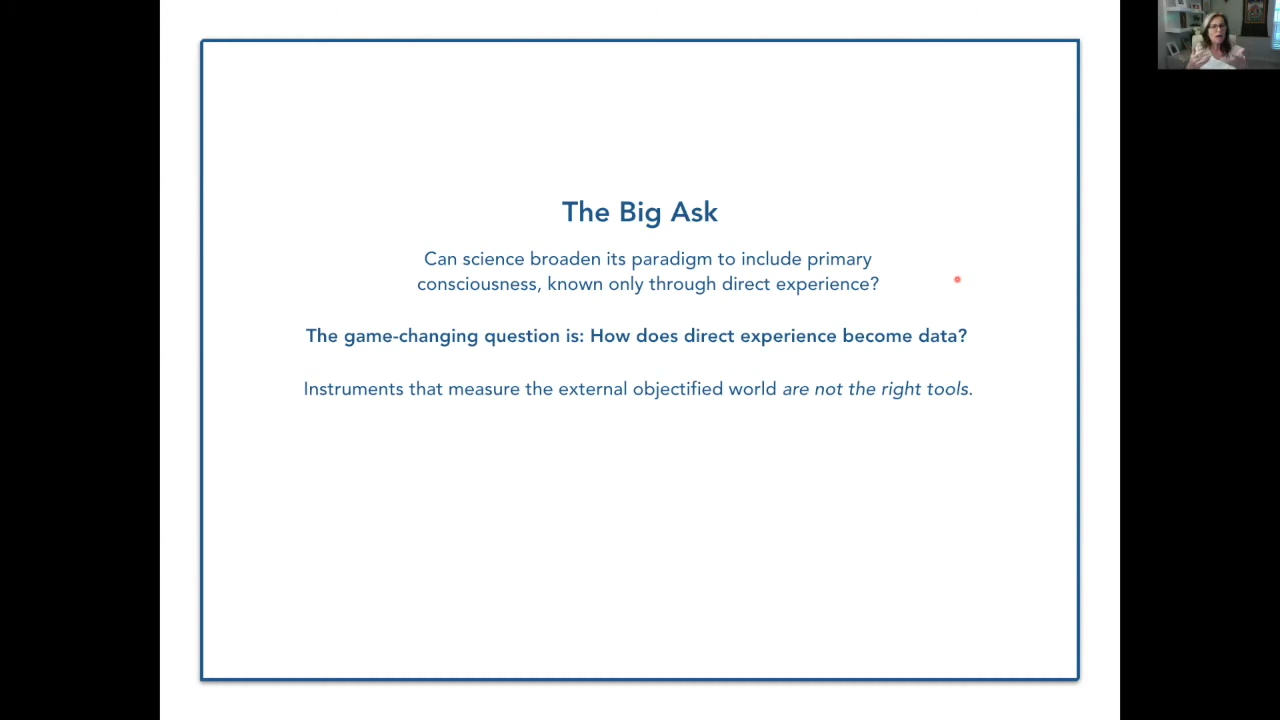 The Big Ask
Can science broaden its paradigm to include primary
consciousness, known only through direct experience?
The game-changing question is: How does direct experience become data?
Instruments that measure the external objectified world are not the right tools.